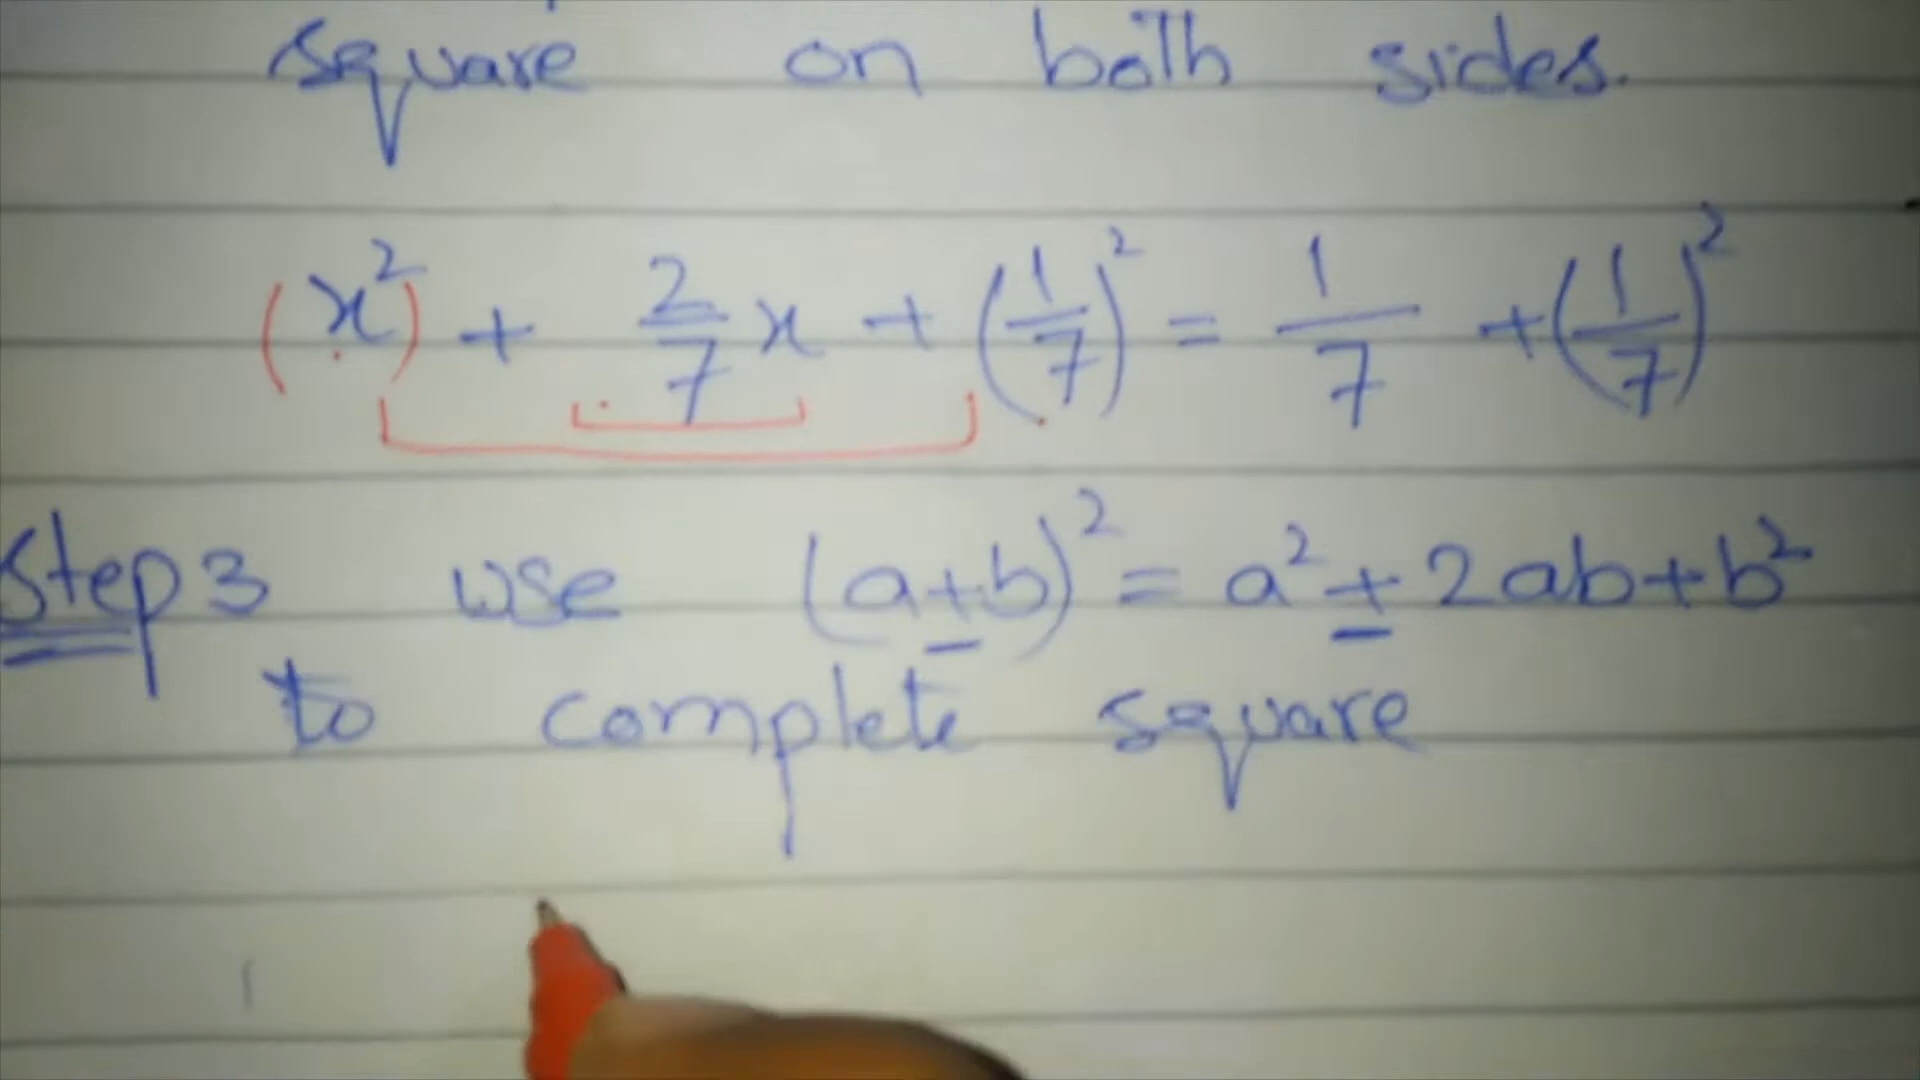 square on both sides.
(x²) + 2/7 x + (1/7)² = 1/7 + (1/7)²
Step 3 use (a±b)² = a² ± 2ab + b²
to complete square